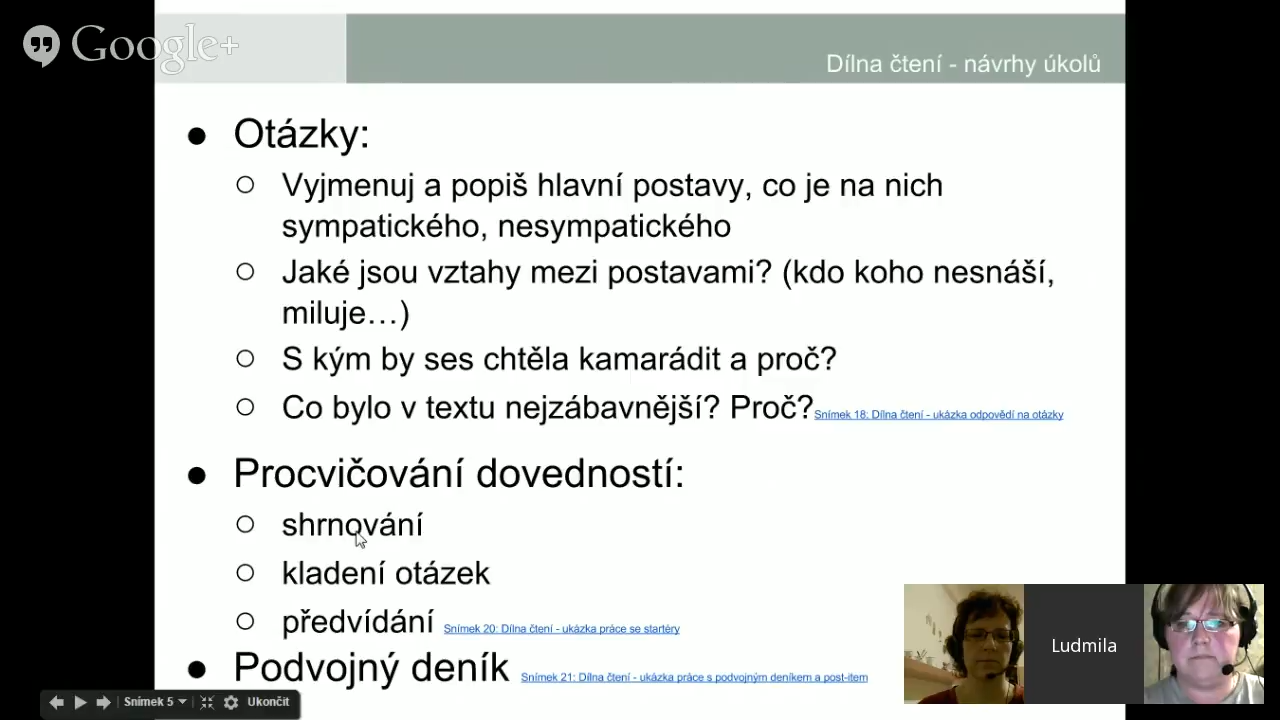 Google+
Dílna čtení - návrhy úkolů
● Otázky:
○ Vyjmenuj a popiš hlavní postavy, co je na nich
sympatického, nesympatického
○ Jaké jsou vztahy mezi postavami? (kdo koho nesnáší,
miluje…)
○ S kým by ses chtěla kamarádit a proč?
○ Co bylo v textu nejzábavnější? Proč? Snímek 18: Dílna čtení - ukázka odpovědí na otázky
● Procvičování dovedností:
○ shrnování
○ kladení otázek
○ předvídání Snímek 20: Dílna čtení - ukázka práce se startéry
● Podvojný deník Snímek 21: Dílna čtení - ukázka práce s podvojným deníkem a post-item
Ludmila
Snímek 5 Ukončit